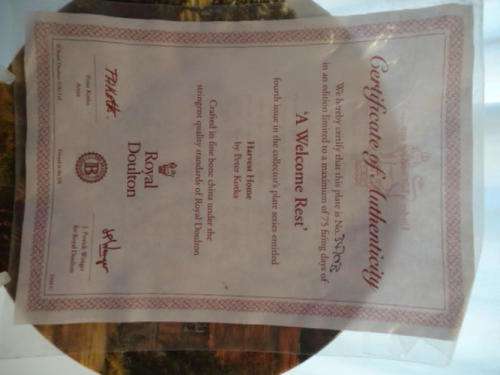 Certificate of Authenticity
We hereby certify that this plate is No.
in an edition limited to a maximum of 75 firing days of
'A Welcome Rest'
fourth issue in the collector's plate series entitled
Harvest Home
by Peter Kotka
Crafted in fine bone china under the
stringent quality standards of Royal Doulton
Royal
Doulton
B
Peter Kotka
Artist
J. Patrick Wenger
for Royal Doulton